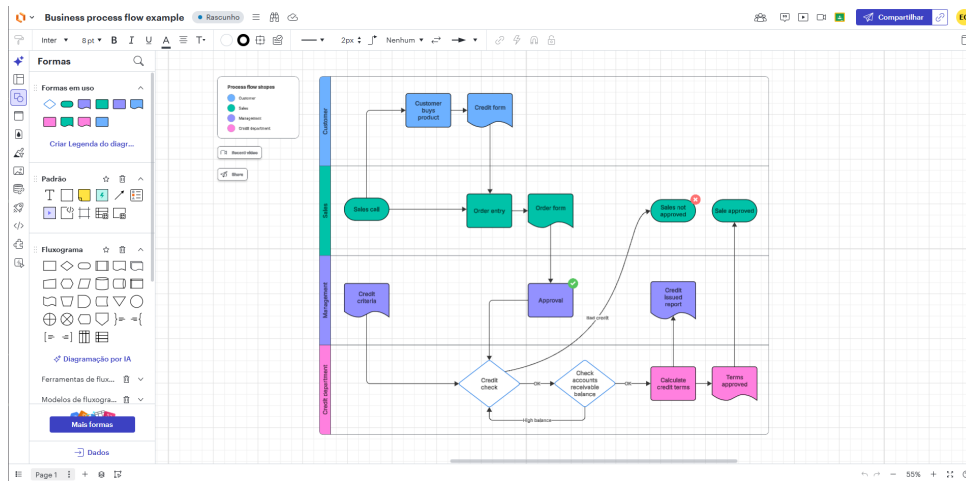 Business process flow example
Rascunho
Compartilhar
Inter
8 pt
B I U A
2px
Nenhum
Formas
Formas em uso
Criar Legenda do diagr...
Padrão
Fluxograma
Diagramação por IA
Ferramentas de flux...
Modelos de fluxogra...
Mais formas
Dados
Page 1
55%
Process flow shapes
Customer
Sales
Management
Credit department
Record video
Share
Customer
Customer
buys
product
Credit form
Sales
Sales call
Order entry
Order form
Sales not
approved
Sale approved
Management
Credit
criteria
Approval
Credit
issued
report
Bad credit
Credit department
Credit
check
OK
Check
accounts
receivable
balance
OK
Calculate
credit terms
Terms
approved
High balance